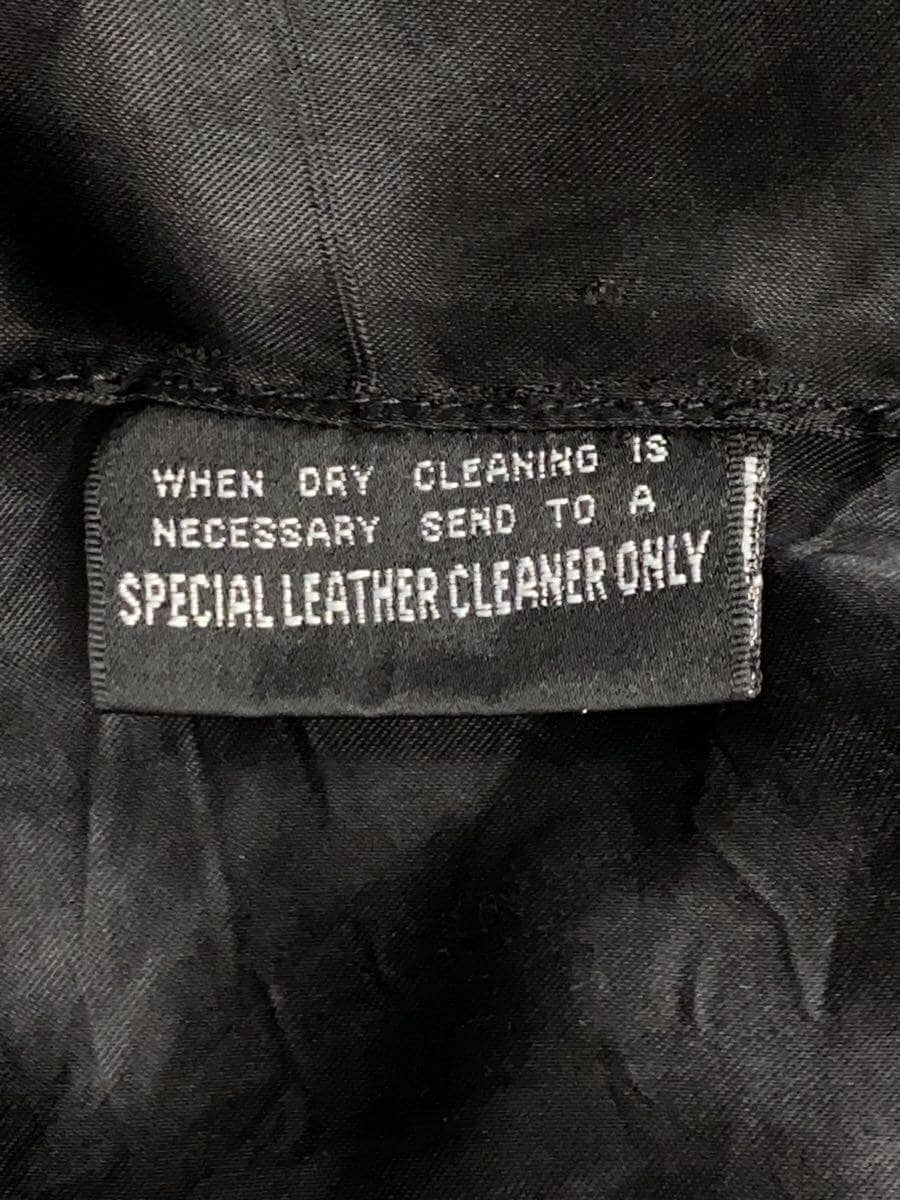 WHEN DRY CLEANING IS
NECESSARY SEND TO A
SPECIAL LEATHER CLEANER ONLY